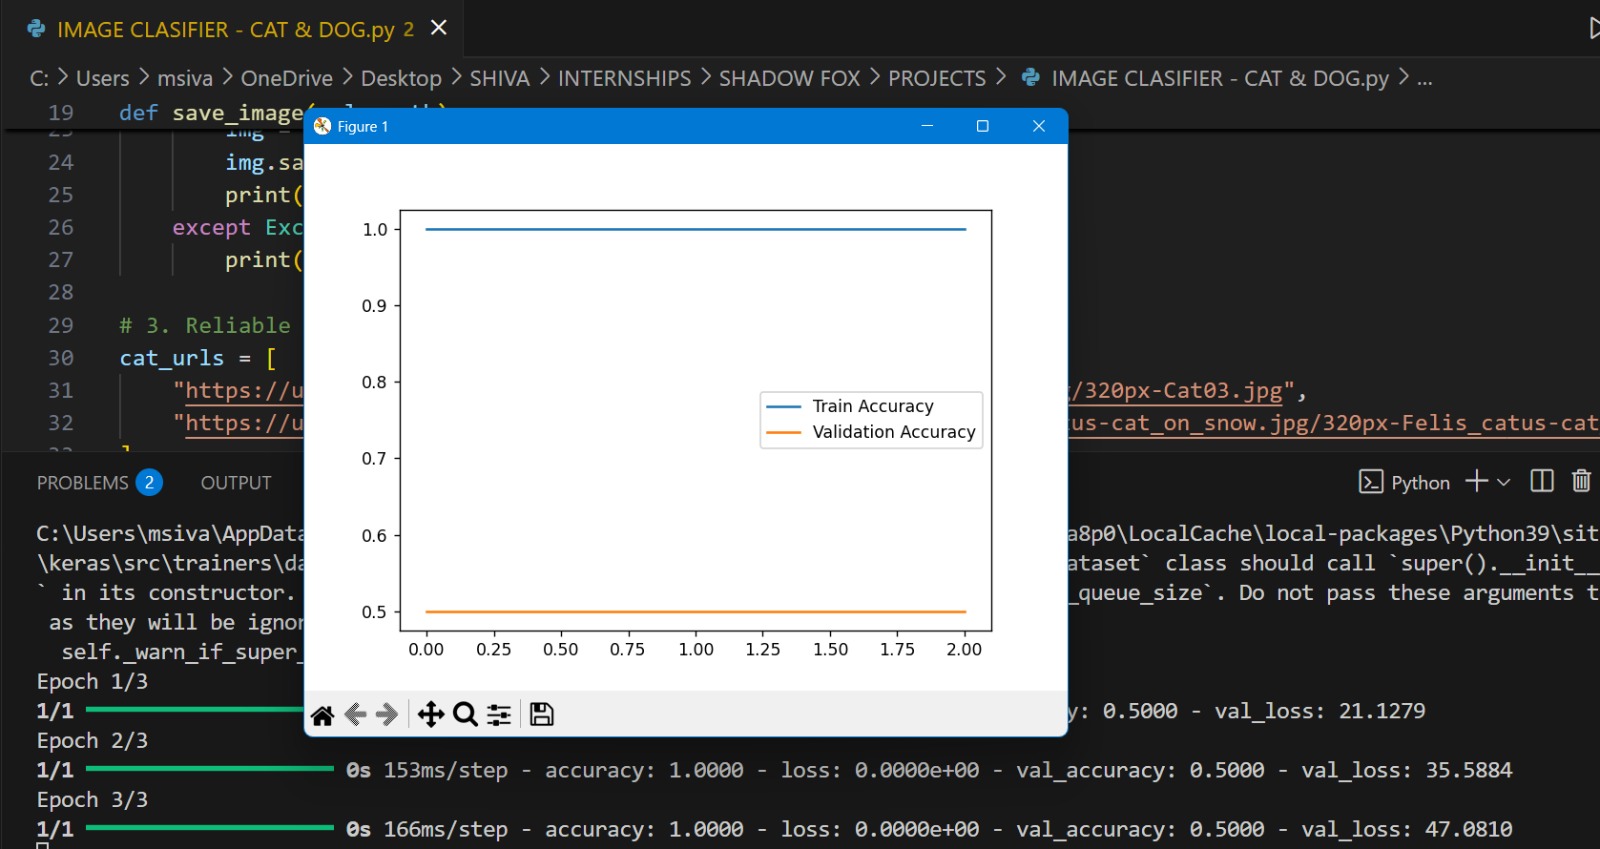 IMAGE CLASIFIER - CAT & DOG.py 2
C: > Users > msiva > OneDrive > Desktop > SHIVA > INTERNSHIPS > SHADOW FOX > PROJECTS > IMAGE CLASIFIER - CAT & DOG.py > ...
19 def save_image(
img =
24 img.sa
25 print(
26 except Exc
27 print(
28
29 # 3. Reliable
30 cat_urls = [
31 "https://u /320px-Cat03.jpg",
32 "https://u us-cat_on_snow.jpg/320px-Felis_catus-cat
Figure 1
1.0
0.9
0.8
0.7
0.6
0.5
Train Accuracy
Validation Accuracy
0.00 0.25 0.50 0.75 1.00 1.25 1.50 1.75 2.00
PROBLEMS 2 OUTPUT
Python
C:\Users\msiva\AppData a8p0\LocalCache\local-packages\Python39\sit
\keras\src\trainers\da ataset` class should call `super().__init__
` in its constructor. _queue_size`. Do not pass these arguments t
as they will be ignor
self._warn_if_super_
Epoch 1/3
1/1 y: 0.5000 - val_loss: 21.1279
Epoch 2/3
1/1 0s 153ms/step - accuracy: 1.0000 - loss: 0.0000e+00 - val_accuracy: 0.5000 - val_loss: 35.5884
Epoch 3/3
1/1 0s 166ms/step - accuracy: 1.0000 - loss: 0.0000e+00 - val_accuracy: 0.5000 - val_loss: 47.0810